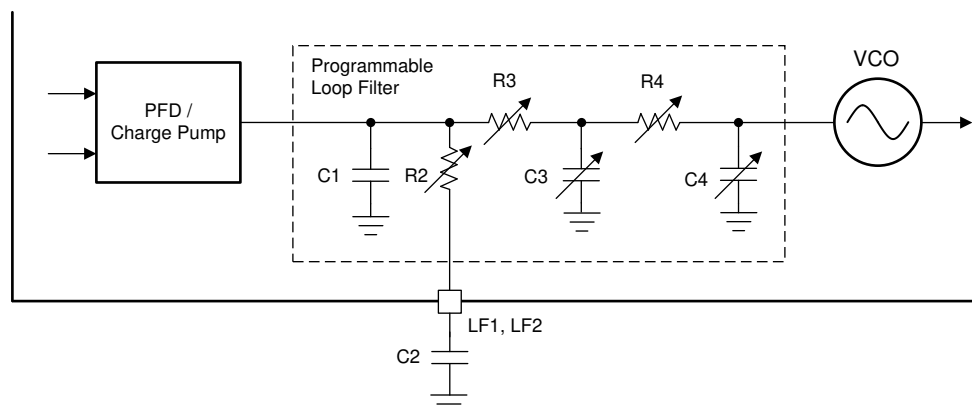 Programmable
Loop Filter
VCO
PFD /
Charge Pump
R3
R4
C1
R2
C3
C4
LF1, LF2
C2